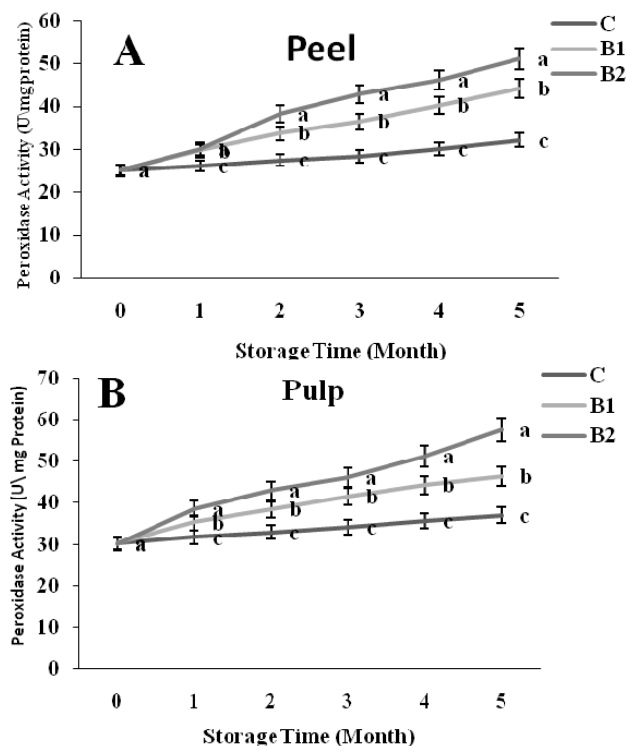 A Peel
C
B1
B2
Peroxidase Activity (U\mgprotein)
60
50
40
30
20
10
0
a
b
c
a
b
c
a
b
c
a
b
c
a
b
c
0 1 2 3 4 5
Storage Time (Month)
B Pulp
C
B1
B2
Peroxidase Activity [U\mg Protein]
70
60
50
40
30
20
10
0
a
a
b
c
a
b
c
a
b
c
a
b
c
a
b
c
0 1 2 3 4 5
Storage Time (Month)